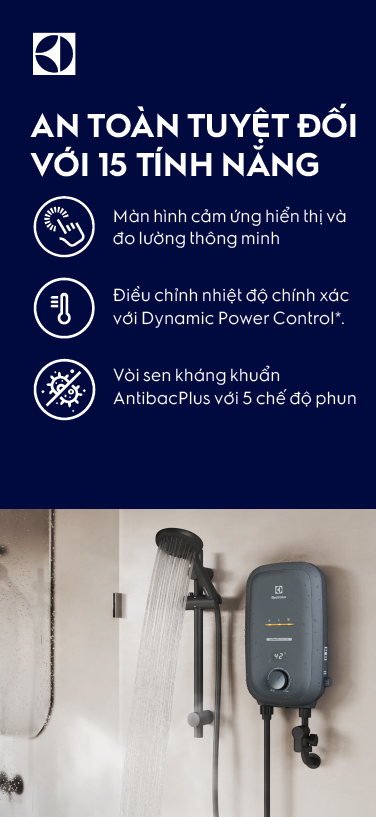 AN TOÀN TUYỆT ĐỐI
VỚI 15 TÍNH NĂNG
Màn hình cảm ứng hiển thị và
đo lường thông minh
Điều chỉnh nhiệt độ chính xác
với Dynamic Power Control*.
Vòi sen kháng khuẩn
AntibacPlus với 5 chế độ phun
Electrolux
42°